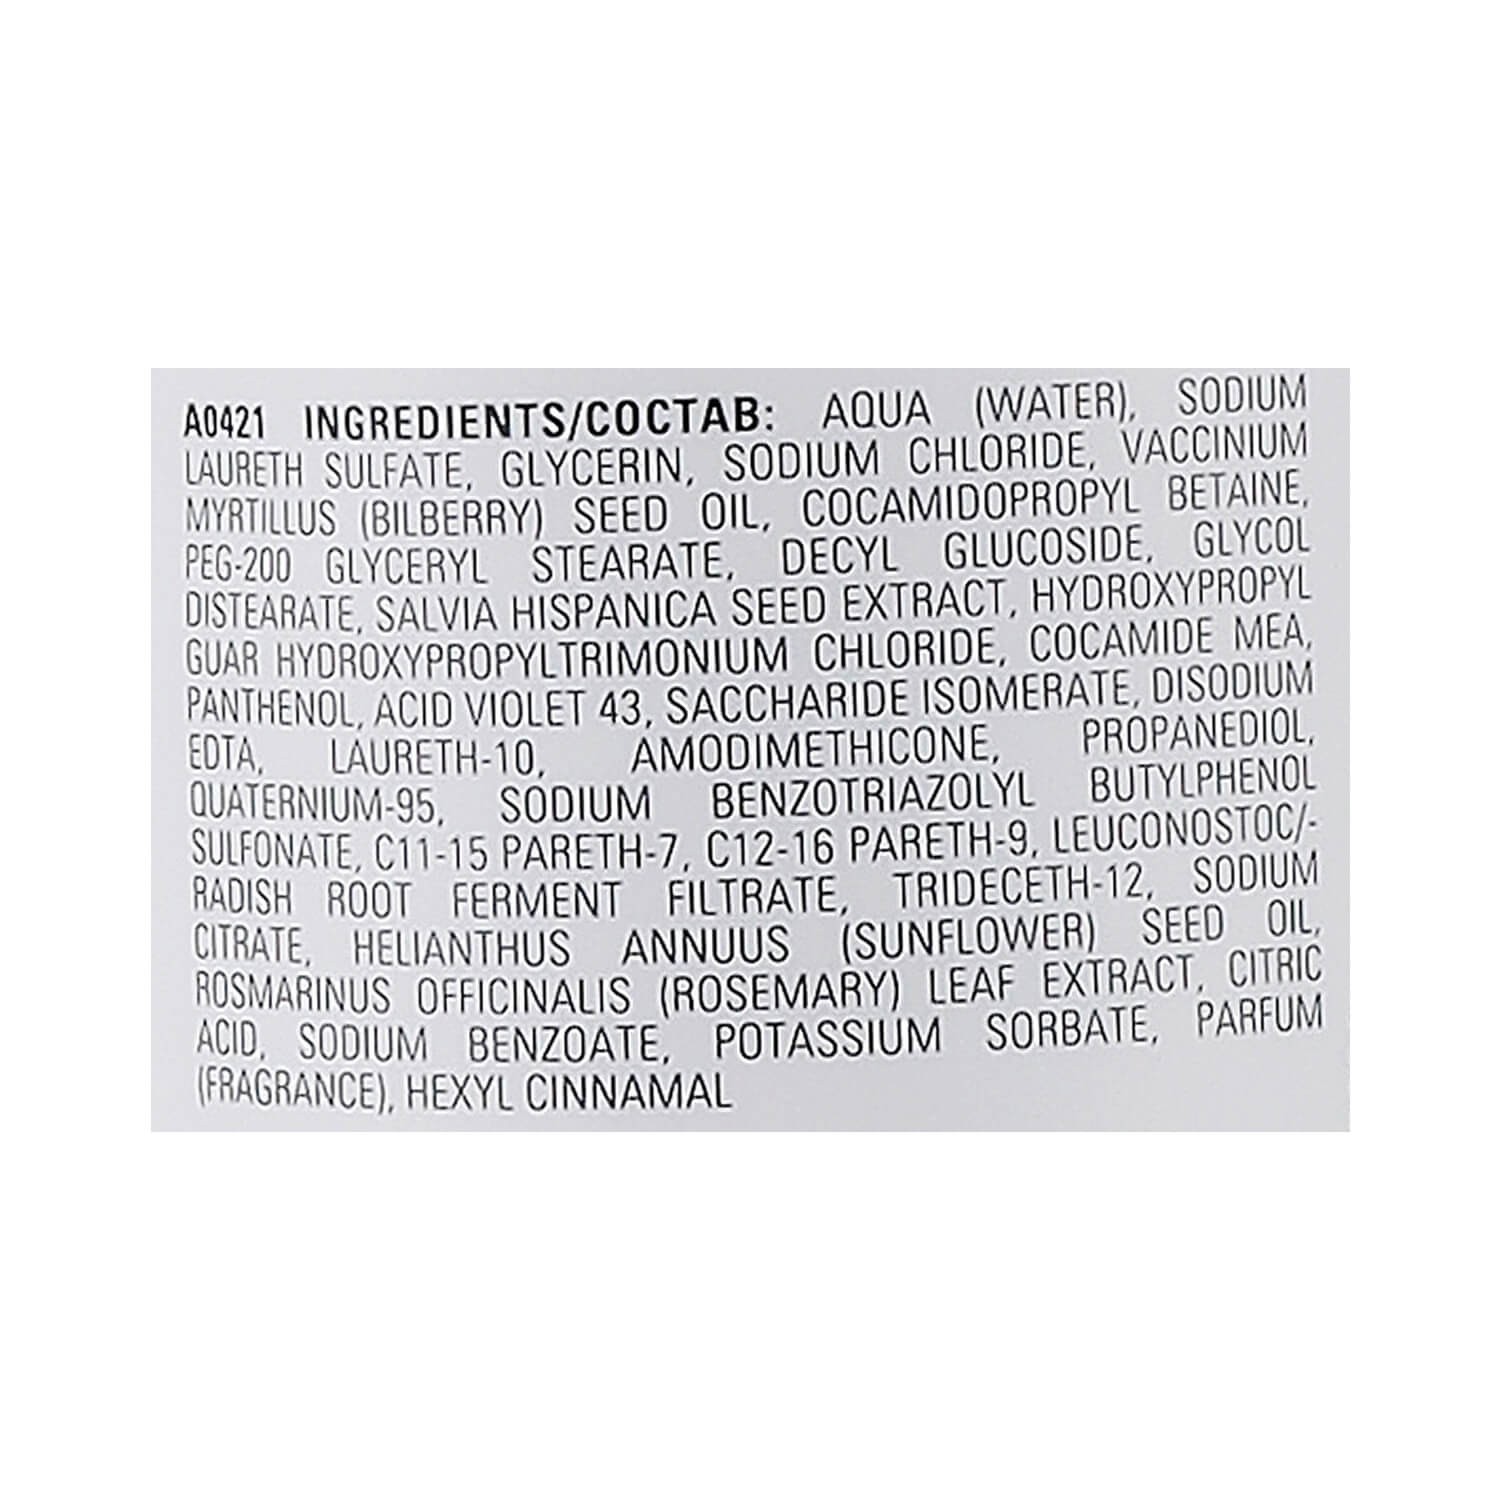 A0421 INGREDIENTS/СОСТАВ: AQUA (WATER), SODIUM
LAURETH SULFATE, GLYCERIN, SODIUM CHLORIDE, VACCINIUM
MYRTILLUS (BILBERRY) SEED OIL, COCAMIDOPROPYL BETAINE,
PEG-200 GLYCERYL STEARATE, DECYL GLUCOSIDE, GLYCOL
DISTEARATE, SALVIA HISPANICA SEED EXTRACT, HYDROXYPROPYL
GUAR HYDROXYPROPYLTRIMONIUM CHLORIDE, COCAMIDE MEA,
PANTHENOL, ACID VIOLET 43, SACCHARIDE ISOMERATE, DISODIUM
EDTA, LAURETH-10, AMODIMETHICONE, PROPANEDIOL,
QUATERNIUM-95, SODIUM BENZOTRIAZOLYL BUTYLPHENOL
SULFONATE, C11-15 PARETH-7, C12-16 PARETH-9, LEUCONOSTOC/-
RADISH ROOT FERMENT FILTRATE, TRIDECETH-12, SODIUM
CITRATE, HELIANTHUS ANNUUS (SUNFLOWER) SEED OIL,
ROSMARINUS OFFICINALIS (ROSEMARY) LEAF EXTRACT, CITRIC
ACID, SODIUM BENZOATE, POTASSIUM SORBATE, PARFUM
(FRAGRANCE), HEXYL CINNAMAL